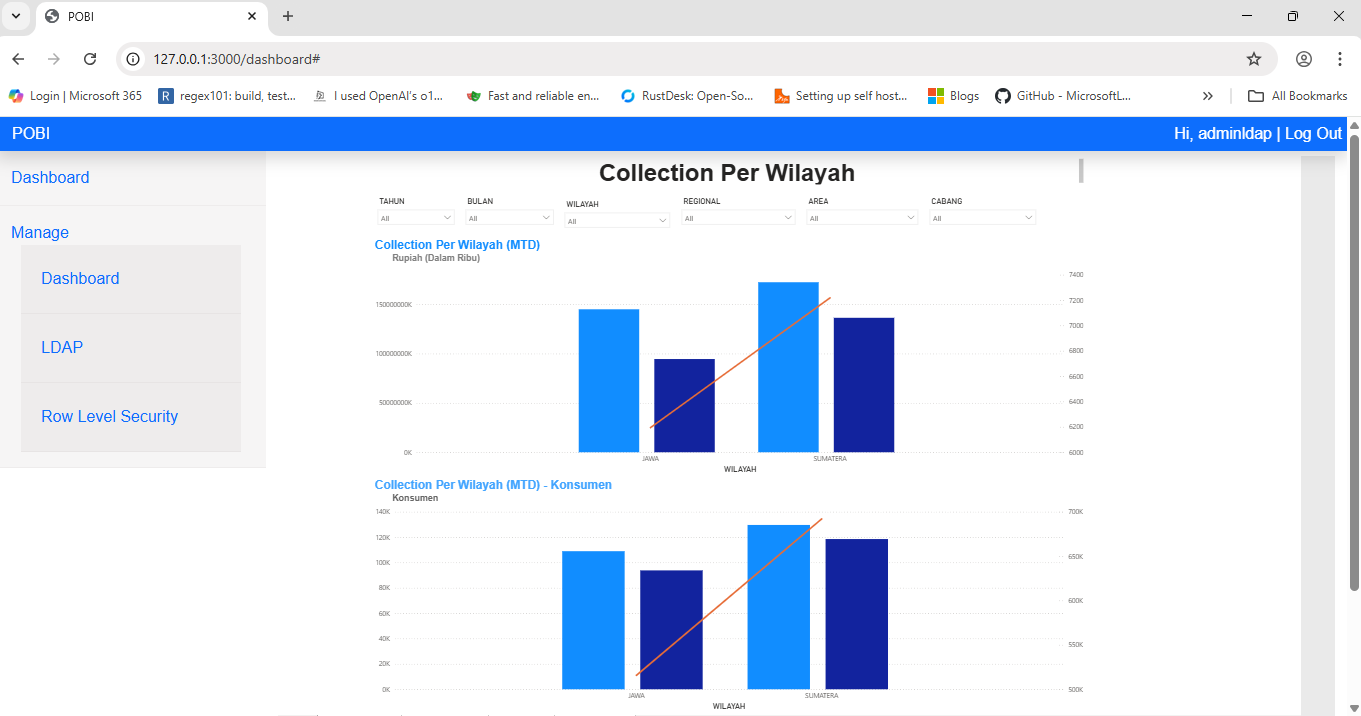 POBI
127.0.0.1:3000/dashboard#
Login | Microsoft 365
regex101: build, test...
I used OpenAI's o1...
Fast and reliable en...
RustDesk: Open-So...
Setting up self host...
Blogs
GitHub - MicrosoftL...
All Bookmarks
POBI
Hi, adminldap | Log Out
Dashboard
Manage
Dashboard
LDAP
Row Level Security
Collection Per Wilayah
TAHUN
BULAN
WILAYAH
REGIONAL
AREA
CABANG
All
All
All
All
All
All
Collection Per Wilayah (MTD)
Rupiah (Dalam Ribu)
150000000K
100000000K
50000000K
0K
7400
7200
7000
6800
6600
6400
6200
6000
JAWA
SUMATERA
WILAYAH
Collection Per Wilayah (MTD) - Konsumen
Konsumen
140K
120K
100K
80K
60K
40K
20K
0K
700K
650K
600K
550K
500K
JAWA
SUMATERA
WILAYAH